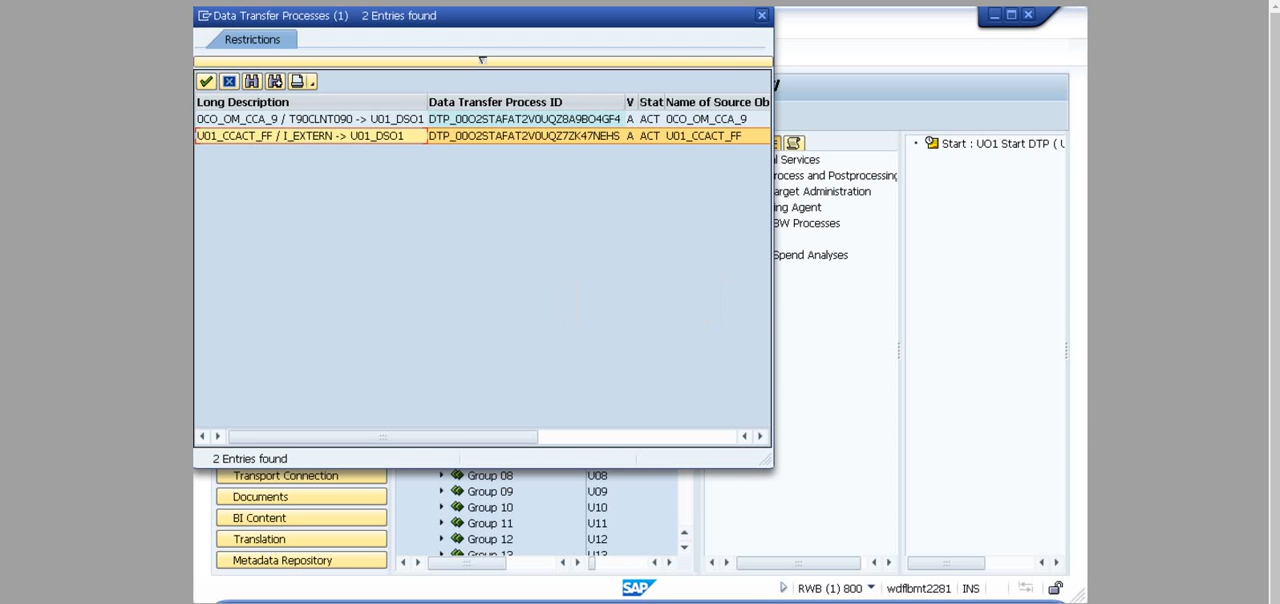 Data Transfer Processes (1) 2 Entries found
Restrictions
Long Description Data Transfer Process ID V Stat Name of Source Ob
0CO_OM_CCA_9 / T90CLNT090 -> U01_DSO1 DTP_00O2STAFAT2V0UQZ8A9BO4GF4 A ACT 0CO_OM_CCA_9
U01_CCACT_FF / I_EXTERN -> U01_DSO1 DTP_00O2STAFAT2V0UQZ7ZK47NEHS A ACT U01_CCACT_FF
2 Entries found
l Services
rocess and Postprocessing
arget Administration
ing Agent
BW Processes
Spend Analyses
Start : UO1 Start DTP ( U
Transport Connection
Documents
BI Content
Translation
Metadata Repository
Group 08 U08
Group 09 U09
Group 10 U10
Group 11 U11
Group 12 U12
Group 13 U13
SAP
RWB (1) 800 wdflbmt2281 INS